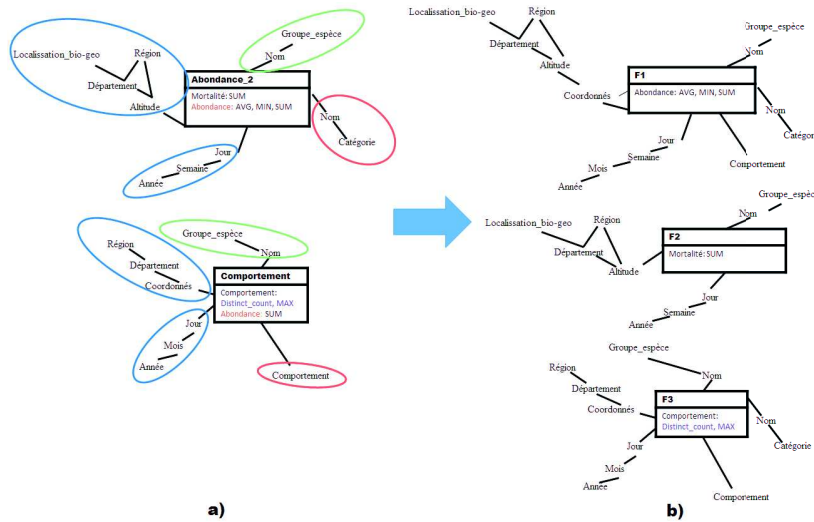 Groupe_espèce
Région
Localissation_bio-geo
Nom
Département
Altitude
Abondance_2
Mortalité: SUM
Abondance: AVG, MIN, SUM
Nom
Catégorie
Jour
Semaine
Année
Groupe_espèce
Nom
Région
Département
Coordonnés
Comportement
Comportement:
Distinct_count, MAX
Abondance: SUM
Jour
Mois
Année
Comportement
a)
Localissation_bio-geo
Région
Groupe_espèce
Nom
Département
Altitude
Coordonnés
F1
Abondance: AVG, MIN, SUM
Nom
Catégori
Comportement
Jour
Semaine
Mois
Année
Groupe_espèce
Nom
Localissation_bio-geo
Région
Département
Altitude
F2
Mortalité: SUM
Jour
Semaine
Année
Groupe_espèce
Nom
Région
Département
Coordonnés
F3
Comportement:
Distinct_count, MAX
Nom
Catégorie
Jour
Mois
Année
Comportement
b)